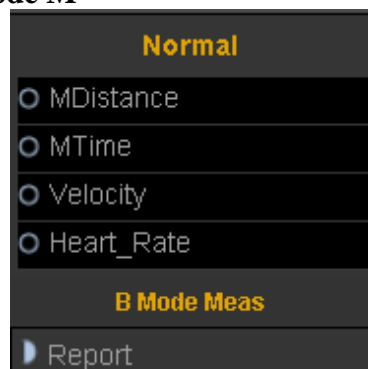 Normal
MDistance
MTime
Velocity
Heart_Rate
B Mode Meas
Report